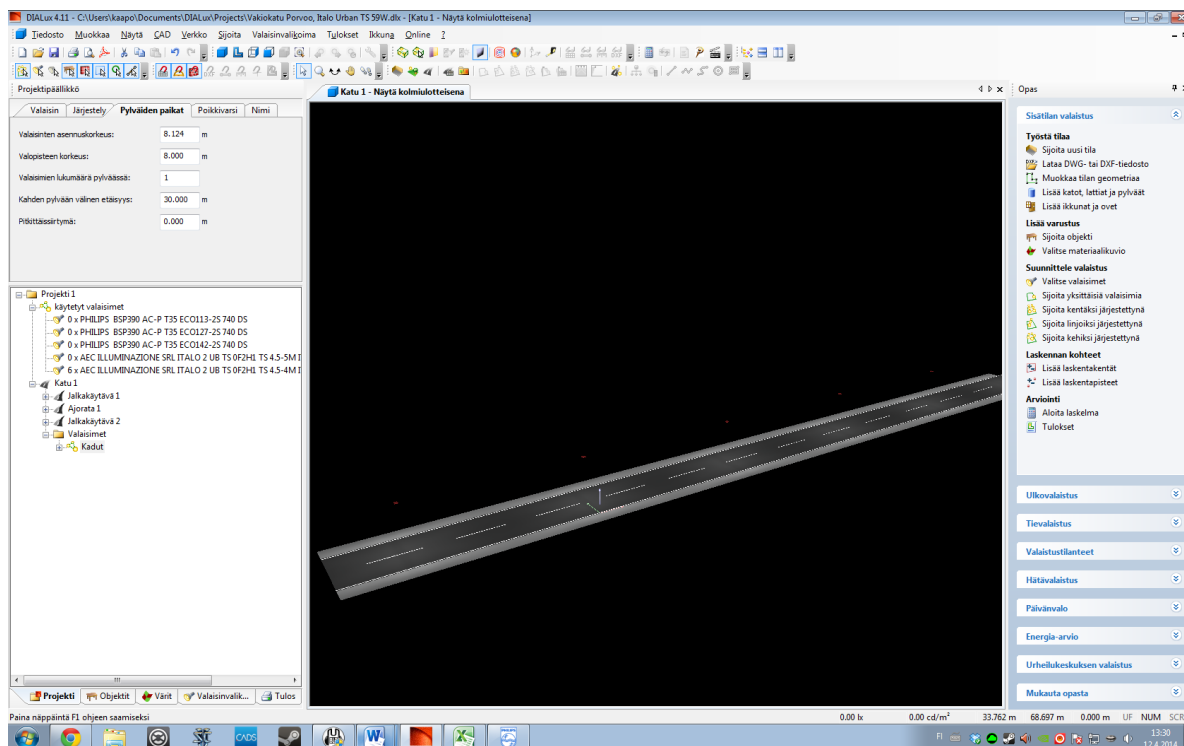 DIALux 4.11 - C:\Users\kaapo\Documents\DIALux\Projects\Vakiokatu Porvoo, Italo Urban TS 59W.dlx - [Katu 1 - Näytä kolmiulotteisena]
Tiedosto Muokkaa Näytä CAD Verkko Sijoita Valaisinvalikoima Tulokset Ikkuna Online ?
Projektipäällikkö
Katu 1 - Näytä kolmiulotteisena
Opas
Valaisin Järjestely Pylväiden paikat Poikkivarsi Nimi
Valaisinten asennuskorkeus: 8.124 m
Valopisteen korkeus: 8.000 m
Valaisimien lukumäärä pylväässä: 1
Kahden pylvään välinen etäisyys: 30.000 m
Pitkittäissiirtymä: 0.000 m
Projekti 1
käytetyt valaisimet
0 x PHILIPS BSP390 AC-P T35 ECO113-2S 740 DS
0 x PHILIPS BSP390 AC-P T35 ECO127-2S 740 DS
0 x PHILIPS BSP390 AC-P T35 ECO142-2S 740 DS
0 x AEC ILLUMINAZIONE SRL ITALO 2 UB TS 0F2H1 TS 4.5-5M I
6 x AEC ILLUMINAZIONE SRL ITALO 2 UB TS 0F2H1 TS 4.5-4M I
Katu 1
Jalkakäytävä 1
Ajorata 1
Jalkakäytävä 2
Valaisimet
Kadut
Projekti Objektit Värit Valaisinvalik... Tulos
Sisätilan valaistus
Työstä tilaa
Sijoita uusi tila
Lataa DWG- tai DXF-tiedosto
Muokkaa tilan geometriaa
Lisää katot, lattiat ja pylväät
Lisää ikkunat ja ovet
Lisää varustus
Sijoita objekti
Valitse materiaalikuvio
Suunnittele valaistus
Valitse valaisimet
Sijoita yksittäisiä valaisimia
Sijoita kentäksi järjestettynä
Sijoita linjoiksi järjestettynä
Sijoita kehiksi järjestettynä
Laskennan kohteet
Lisää laskentakentät
Lisää laskentapisteet
Arviointi
Aloita laskelma
Tulokset
Ulkovalaistus
Tievalaistus
Valaistustilanteet
Hätävalaistus
Päivänvalo
Energia-arvio
Urheilukeskuksen valaistus
Mukauta opasta
Paina näppäintä F1 ohjeen saamiseksi
0.00 lx 0.00 cd/m² 33.762 m 68.697 m 0.000 m UF NUM SCR
CADS
FI
13:30
12.4.2014